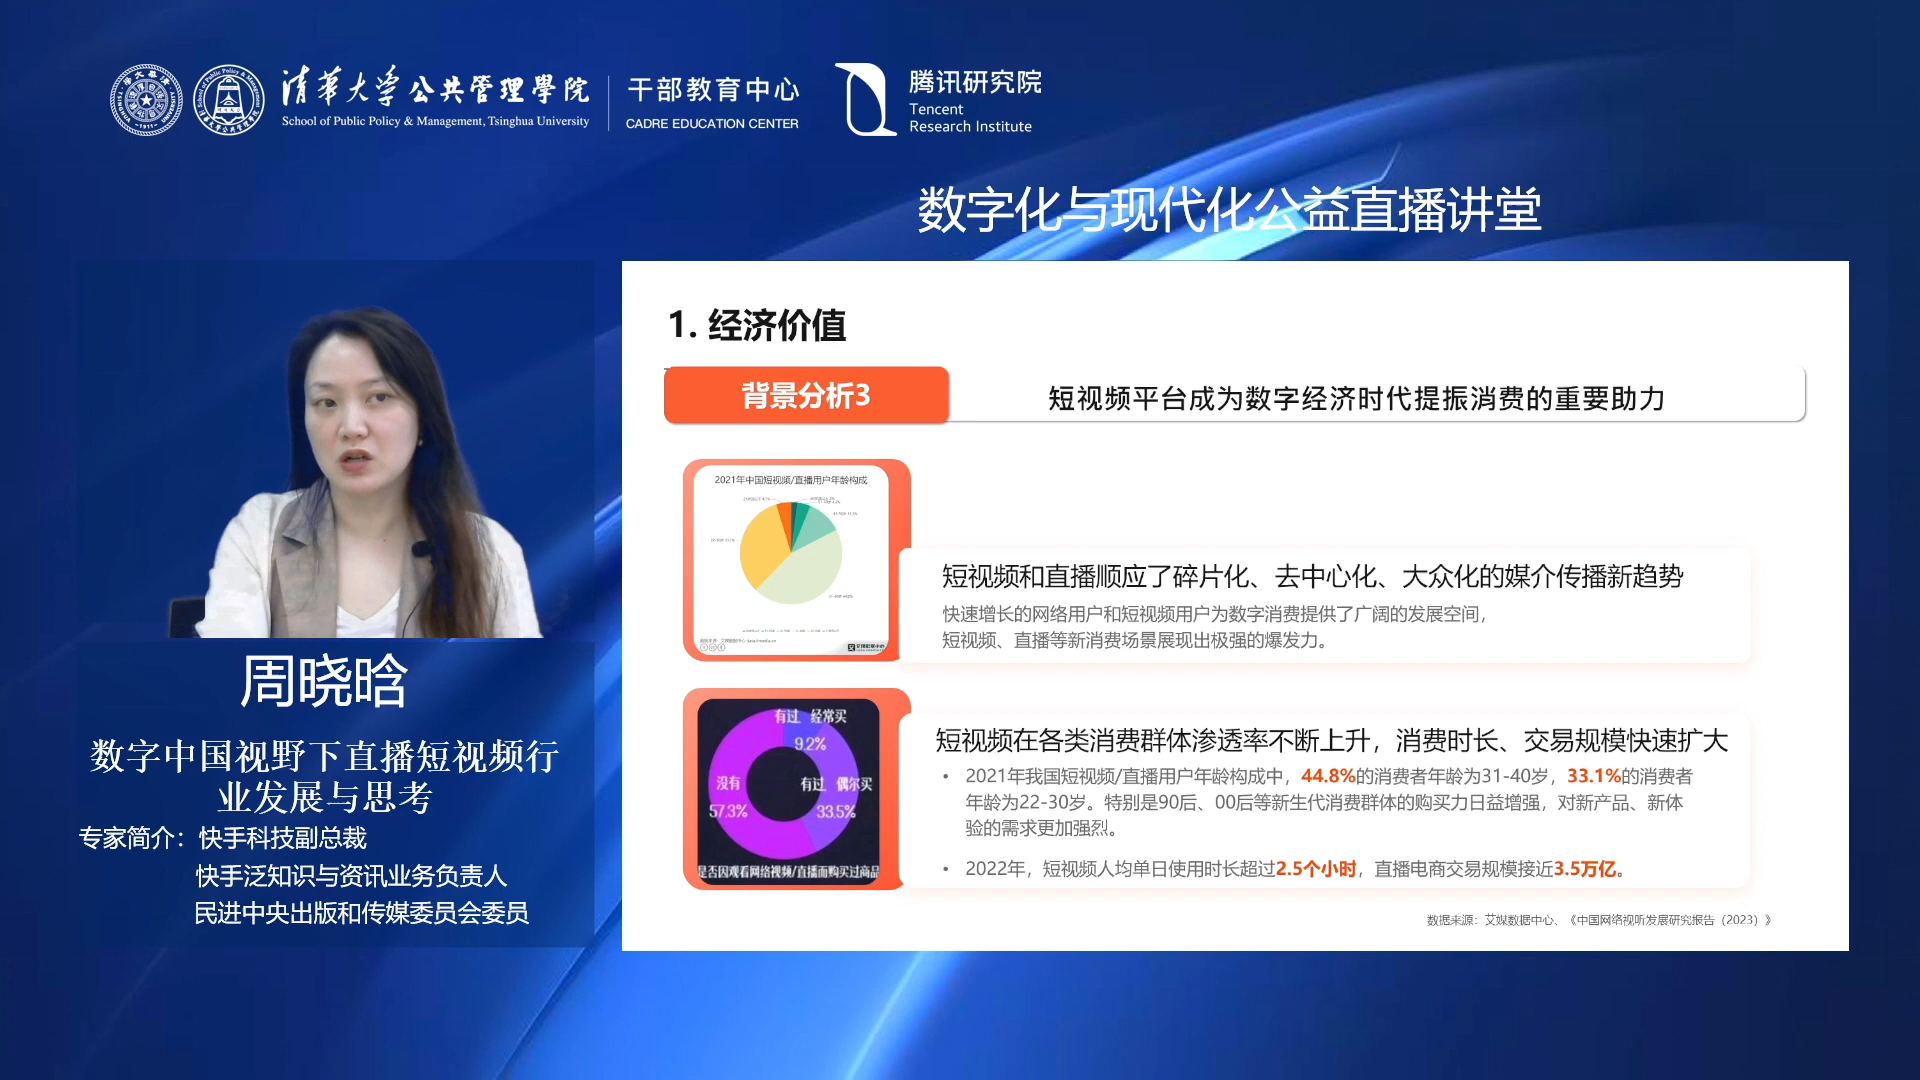 清華大学公共管理學院
School of Public Policy & Management, Tsinghua University
干部教育中心
CADRE EDUCATION CENTER
腾讯研究院
Tencent
Research Institute
数字化与现代化公益直播讲堂
周晓晗
数字中国视野下直播短视频行
业发展与思考
专家简介：快手科技副总裁
快手泛知识与资讯业务负责人
民进中央出版和传媒委员会委员
1. 经济价值
背景分析3
短视频平台成为数字经济时代提振消费的重要助力
2021年中国短视频/直播用户年龄构成
短视频和直播顺应了碎片化、去中心化、大众化的媒介传播新趋势
快速增长的网络用户和短视频用户为数字消费提供了广阔的发展空间，
短视频、直播等新消费场景展现出极强的爆发力。
有过 经常买
9.2%
没有
57.3%
有过 偶尔买
33.5%
是否因观看网络视频/直播而购买过商品
短视频在各类消费群体渗透率不断上升，消费时长、交易规模快速扩大
• 2021年我国短视频/直播用户年龄构成中，44.8%的消费者年龄为31-40岁，33.1%的消费者
年龄为22-30岁。特别是90后、00后等新生代消费群体的购买力日益增强，对新产品、新体
验的需求更加强烈。
• 2022年，短视频人均单日使用时长超过2.5个小时，直播电商交易规模接近3.5万亿。
数据来源：艾媒数据中心、《中国网络视听发展研究报告（2023）》